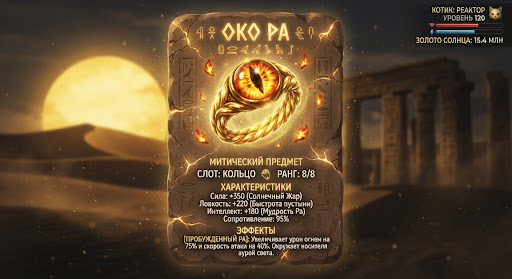 КОТИК: РЕАКТОР
УРОВЕНЬ 120
ЗОЛОТО СОЛНЦА: 15.4 МЛН
ОКО РА
МИТИЧЕСКИЙ ПРЕДМЕТ
СЛОТ: КОЛЬЦО РАНГ: 8/8
ХАРАКТЕРИСТИКИ
Сила: +350 (Солнечный Жар)
Ловкость: +220 (Быстрота пустыни)
Интеллект: +180 (Мудрость Ра)
Сопротивление: 95%
ЭФФЕКТЫ
[ПРОБУЖДЕННЫЙ РА]: Увеличивает урон огнем на
75% и скорость атаки на 40%. Окружает носителя
аурой света.